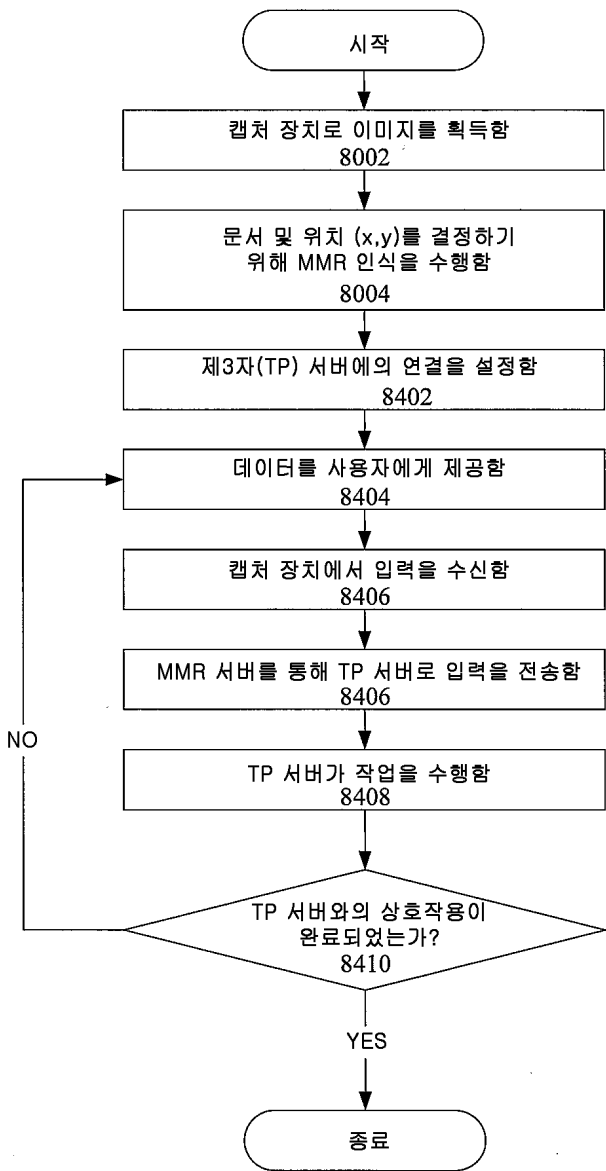 시작
캡처 장치로 이미지를 획득함
8002
문서 및 위치 (x,y)를 결정하기
위해 MMR 인식을 수행함
8004
제3자(TP) 서버에의 연결을 설정함
8402
데이터를 사용자에게 제공함
8404
캡처 장치에서 입력을 수신함
8406
MMR 서버를 통해 TP 서버로 입력을 전송함
8406
NO
TP 서버가 작업을 수행함
8408
TP 서버와의 상호작용이
완료되었는가?
8410
YES
종료